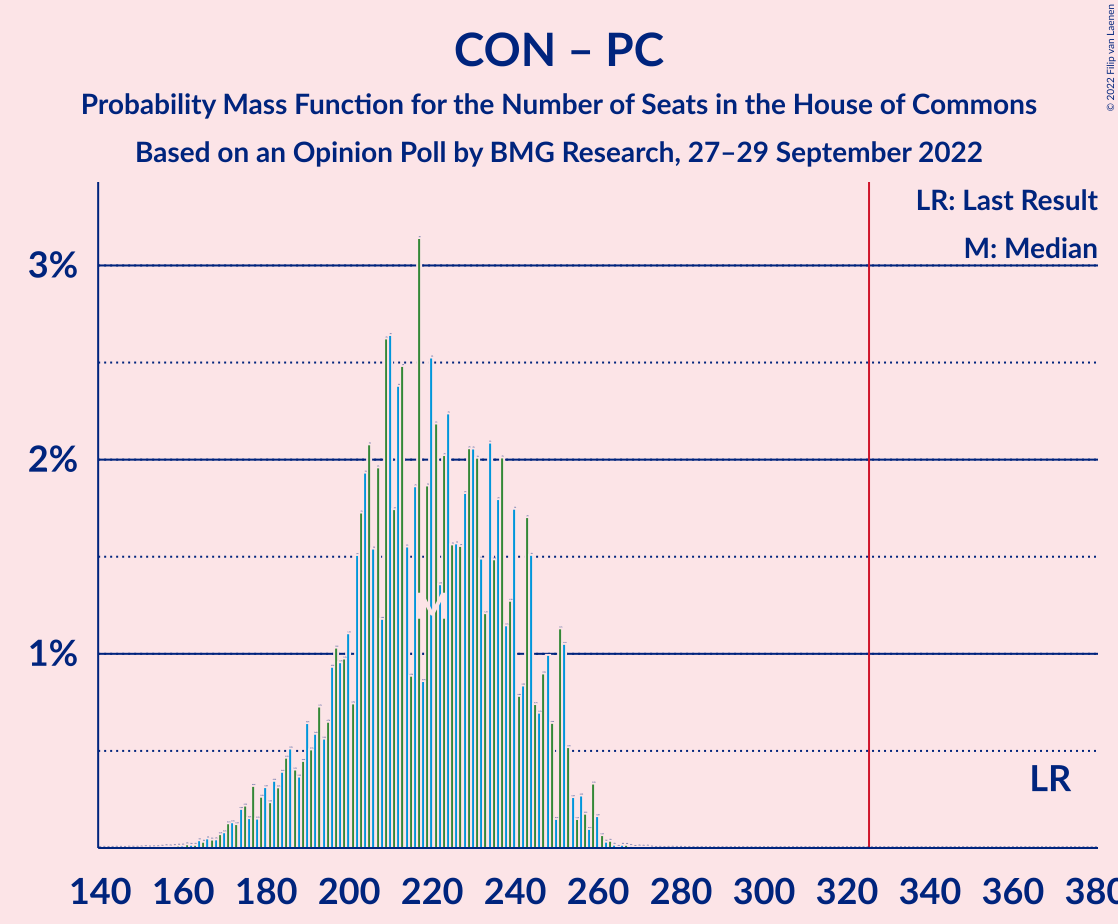 CON – PC
Probability Mass Function for the Number of Seats in the House of Commons
Based on an Opinion Poll by BMG Research, 27–29 September 2022
© 2022 Filip van Laenen
LR: Last Result
M: Median
3%
2%
1%
M
LR
140 160 180 200 220 240 260 280 300 320 340 360 380